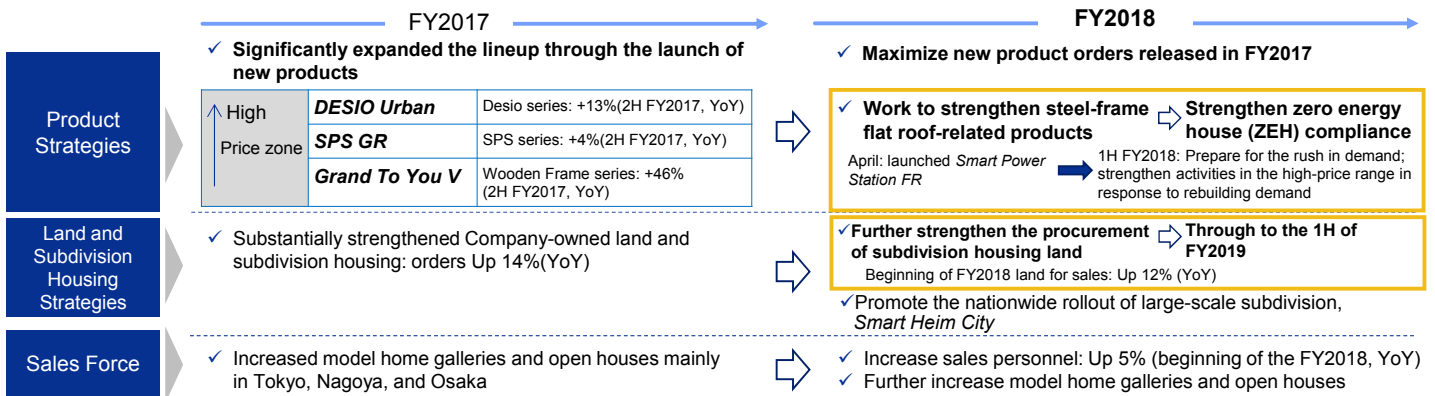 FY2017
FY2018
Product
Strategies
✓ Significantly expanded the lineup through the launch of
new products
High
Price zone
DESIO Urban
Desio series: +13%(2H FY2017, YoY)
SPS GR
SPS series: +4%(2H FY2017, YoY)
Grand To You V
Wooden Frame series: +46%
(2H FY2017, YoY)
✓ Maximize new product orders released in FY2017
✓ Work to strengthen steel-frame
flat roof-related products
Strengthen zero energy
house (ZEH) compliance
April: launched Smart Power
Station FR
1H FY2018: Prepare for the rush in demand;
strengthen activities in the high-price range in
response to rebuilding demand
Land and
Subdivision
Housing
Strategies
✓ Substantially strengthened Company-owned land and
subdivision housing: orders Up 14%(YoY)
✓Further strengthen the procurement
of subdivision housing land
Through to the 1H of
FY2019
Beginning of FY2018 land for sales: Up 12% (YoY)
✓Promote the nationwide rollout of large-scale subdivision,
Smart Heim City
Sales Force
✓ Increased model home galleries and open houses mainly
in Tokyo, Nagoya, and Osaka
✓ Increase sales personnel: Up 5% (beginning of the FY2018, YoY)
✓ Further increase model home galleries and open houses